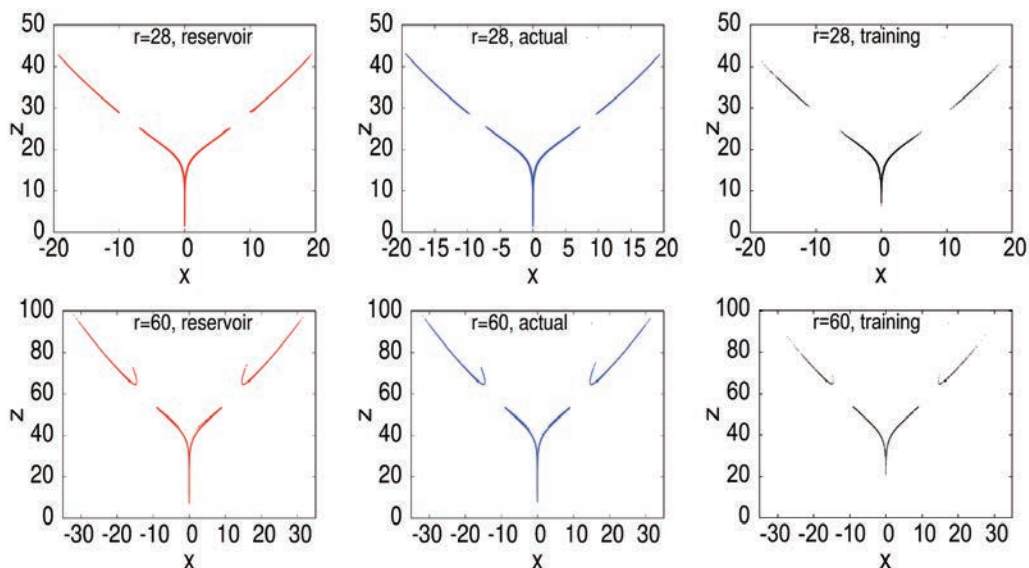 50 r=28, reservoir
40
30
z
20
10
0
-20 -10 0 10 20
x
50 r=28, actual
40
30
z
20
10
0
-20 -15 -10 -5 0 5 10 15 20
x
50 r=28, training
40
30
z
20
10
0
-20 -10 0 10 20
x
100 r=60, reservoir
80
60
z
40
20
0
-30 -20 -10 0 10 20 30
x
100 r=60, actual
80
60
z
40
20
0
-30 -20 -10 0 10 20 30
x
100 r=60, training
80
60
z
40
20
0
-30 -20 -10 0 10 20 30
x